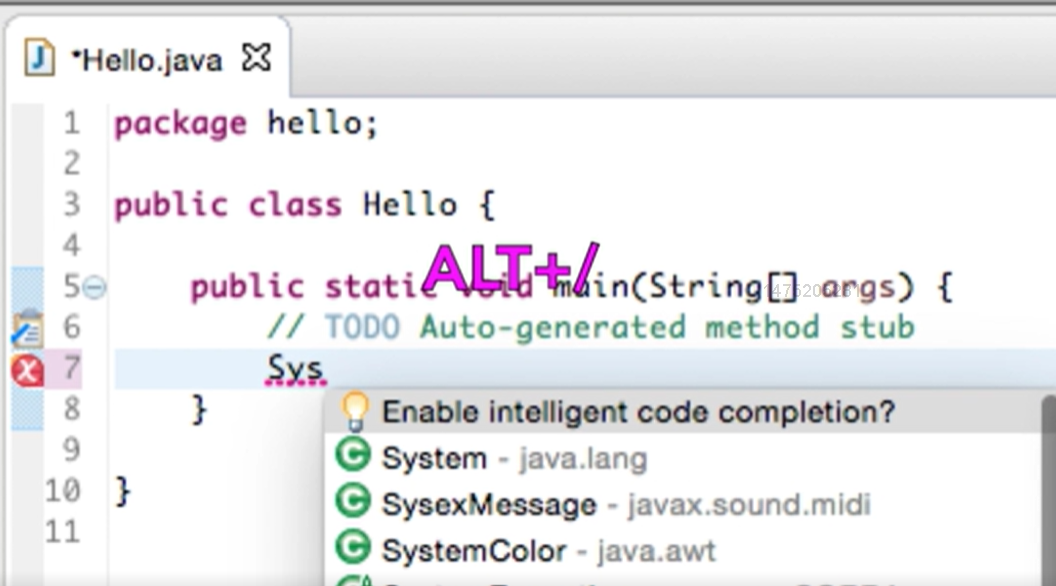 *Hello.java
1 package hello;
2
3 public class Hello {
4
ALT+/
5 public static void main(String[] args) {
6 // TODO Auto-generated method stub
7 Sys
8 }
Enable intelligent code completion?
9
System - java.lang
10 }
SysexMessage - javax.sound.midi
11
SystemColor - java.awt